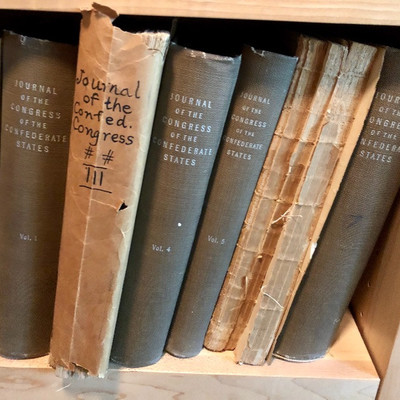 JOURNAL
OF THE
CONGRESS
OF THE
CONFEDERATE
STATES
Vol. 1
Journal
of the
Confed.
Congress
# #
III
JOURNAL
OF THE
CONGRESS
OF THE
CONFEDERATE
STATES
Vol. 4
JOURNAL
OF THE
CONGRESS
OF THE
CONFEDERATE
STATES
Vol. 5
JOURNAL
OF THE
CONGRESS
OF THE
CONFEDERATE
STATES